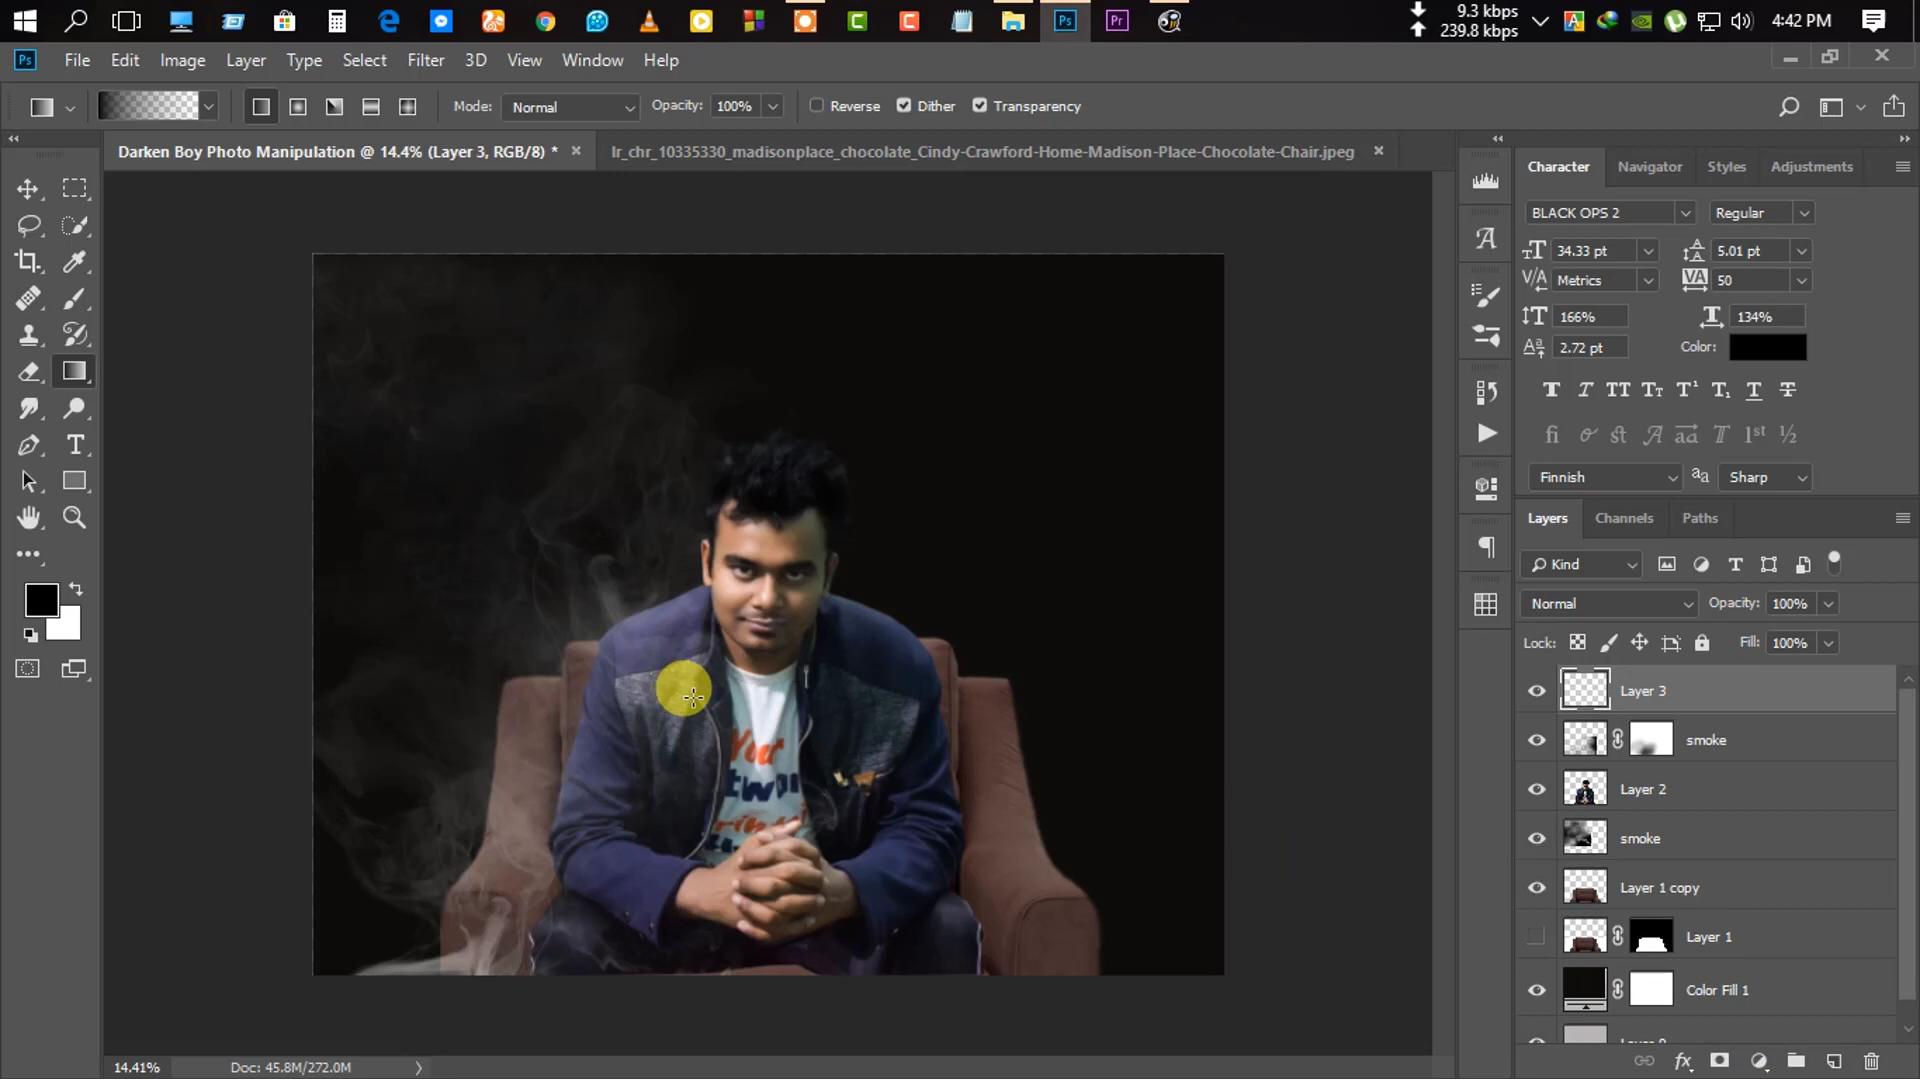 9.3 kbps
239.8 kbps
4:42 PM
Ps
Pr
Ps
File Edit Image Layer Type Select Filter 3D View Window Help
Mode: Normal Opacity: 100% Reverse Dither Transparency
Darken Boy Photo Manipulation @ 14.4% (Layer 3, RGB/8) *
lr_chr_10335330_madisonplace_chocolate_Cindy-Crawford-Home-Madison-Place-Chocolate-Chair.jpeg
Character Navigator Styles Adjustments
BLACK OPS 2 Regular
34.33 pt 5.01 pt
Metrics 50
166% 134%
2.72 pt Color:
Finnish Sharp
Layers Channels Paths
Kind
Normal Opacity: 100%
Lock: Fill: 100%
Layer 3
smoke
Layer 2
smoke
Layer 1 copy
Layer 1
Color Fill 1
Your
14.41% Doc: 45.8M/272.0M